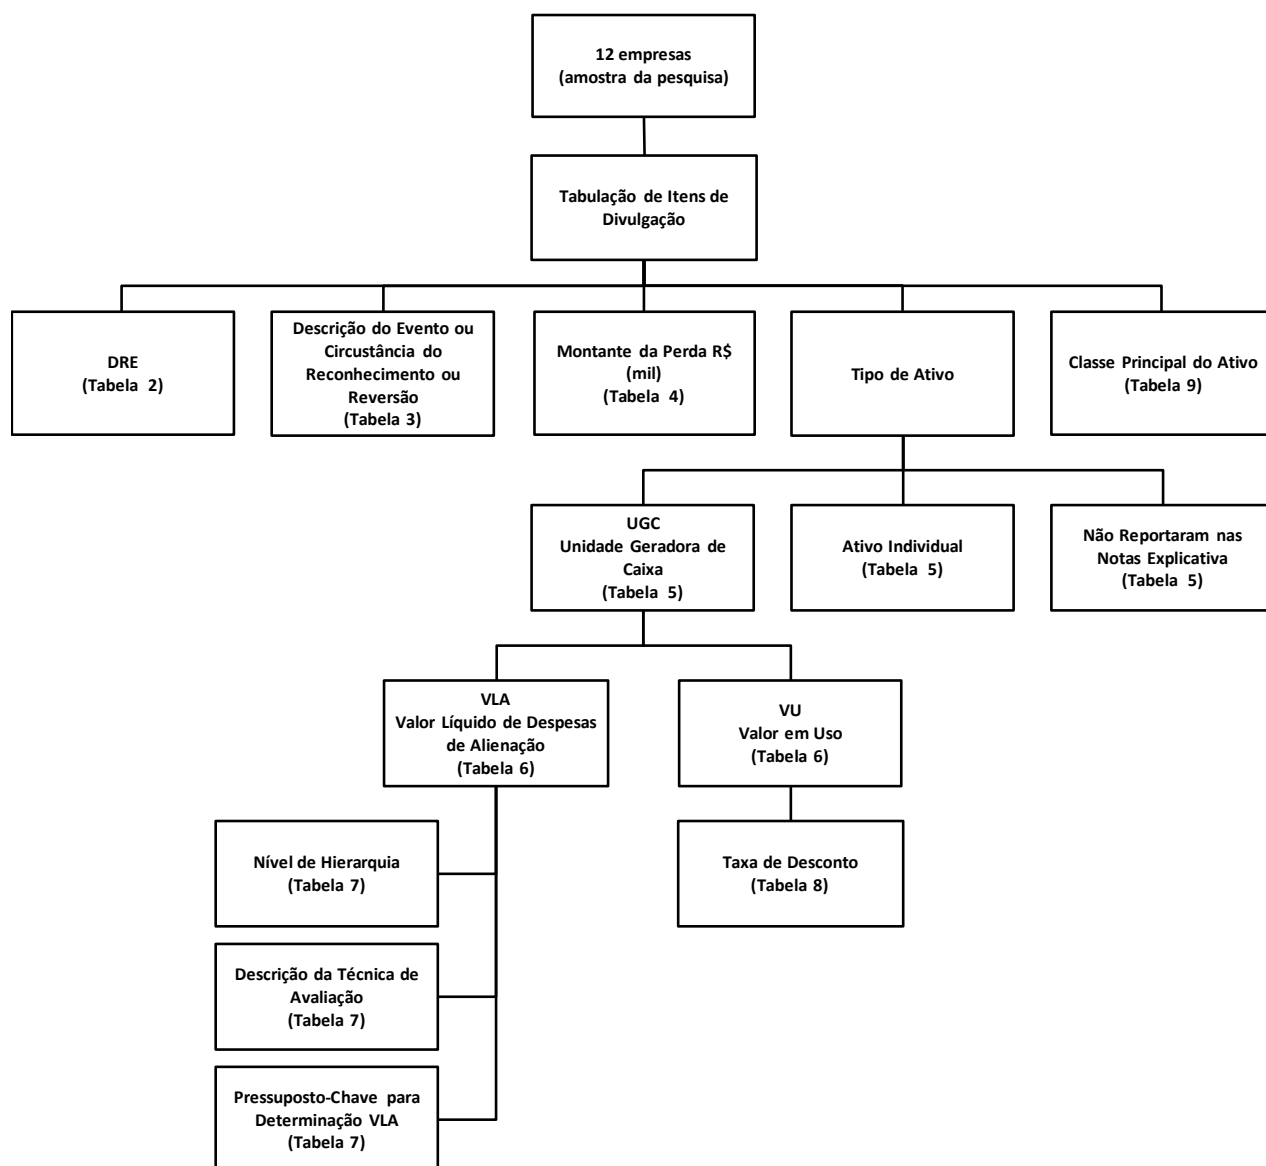 12 empresas
(amostra da pesquisa)
Tabulação de Itens de
Divulgação
DRE
(Tabela 2)
Descrição do Evento ou
Circustância do
Reconhecimento ou
Reversão
(Tabela 3)
Montante da Perda R$
(mil)
(Tabela 4)
Tipo de Ativo
Classe Principal do Ativo
(Tabela 9)
UGC
Unidade Geradora de
Caixa
(Tabela 5)
Ativo Individual
(Tabela 5)
Não Reportaram nas
Notas Explicativa
(Tabela 5)
VLA
Valor Líquido de Despesas
de Alienação
(Tabela 6)
VU
Valor em Uso
(Tabela 6)
Nível de Hierarquia
(Tabela 7)
Taxa de Desconto
(Tabela 8)
Descrição da Técnica de
Avaliação
(Tabela 7)
Pressuposto-Chave para
Determinação VLA
(Tabela 7)